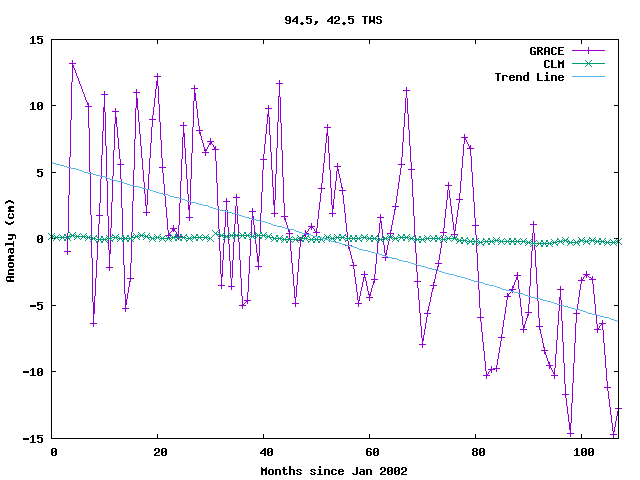 94.5, 42.5 TWS
GRACE
CLM
Trend Line
15
10
5
0
-5
-10
-15
Anomaly (cm)
0 20 40 60 80 100
Months since Jan 2002